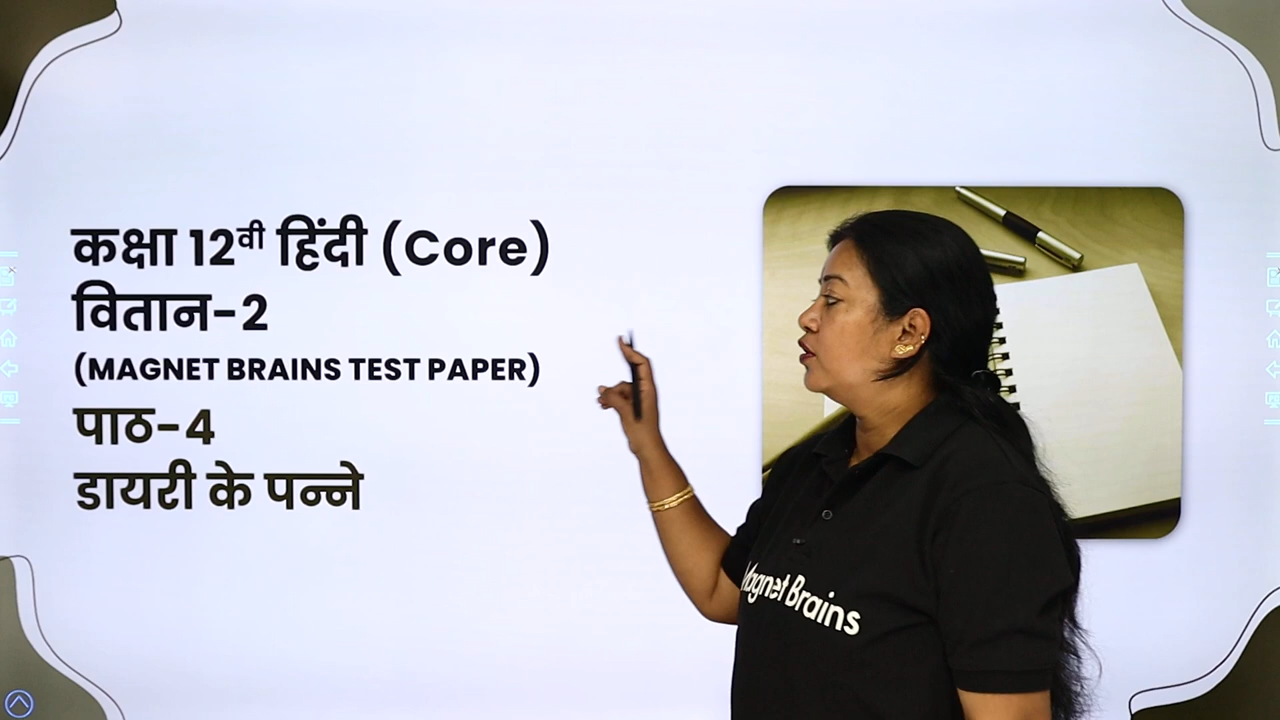 कक्षा 12वी हिंदी (Core)
वितान-2
(MAGNET BRAINS TEST PAPER)
पाठ-4
डायरी के पन्ने
Magnet Brains